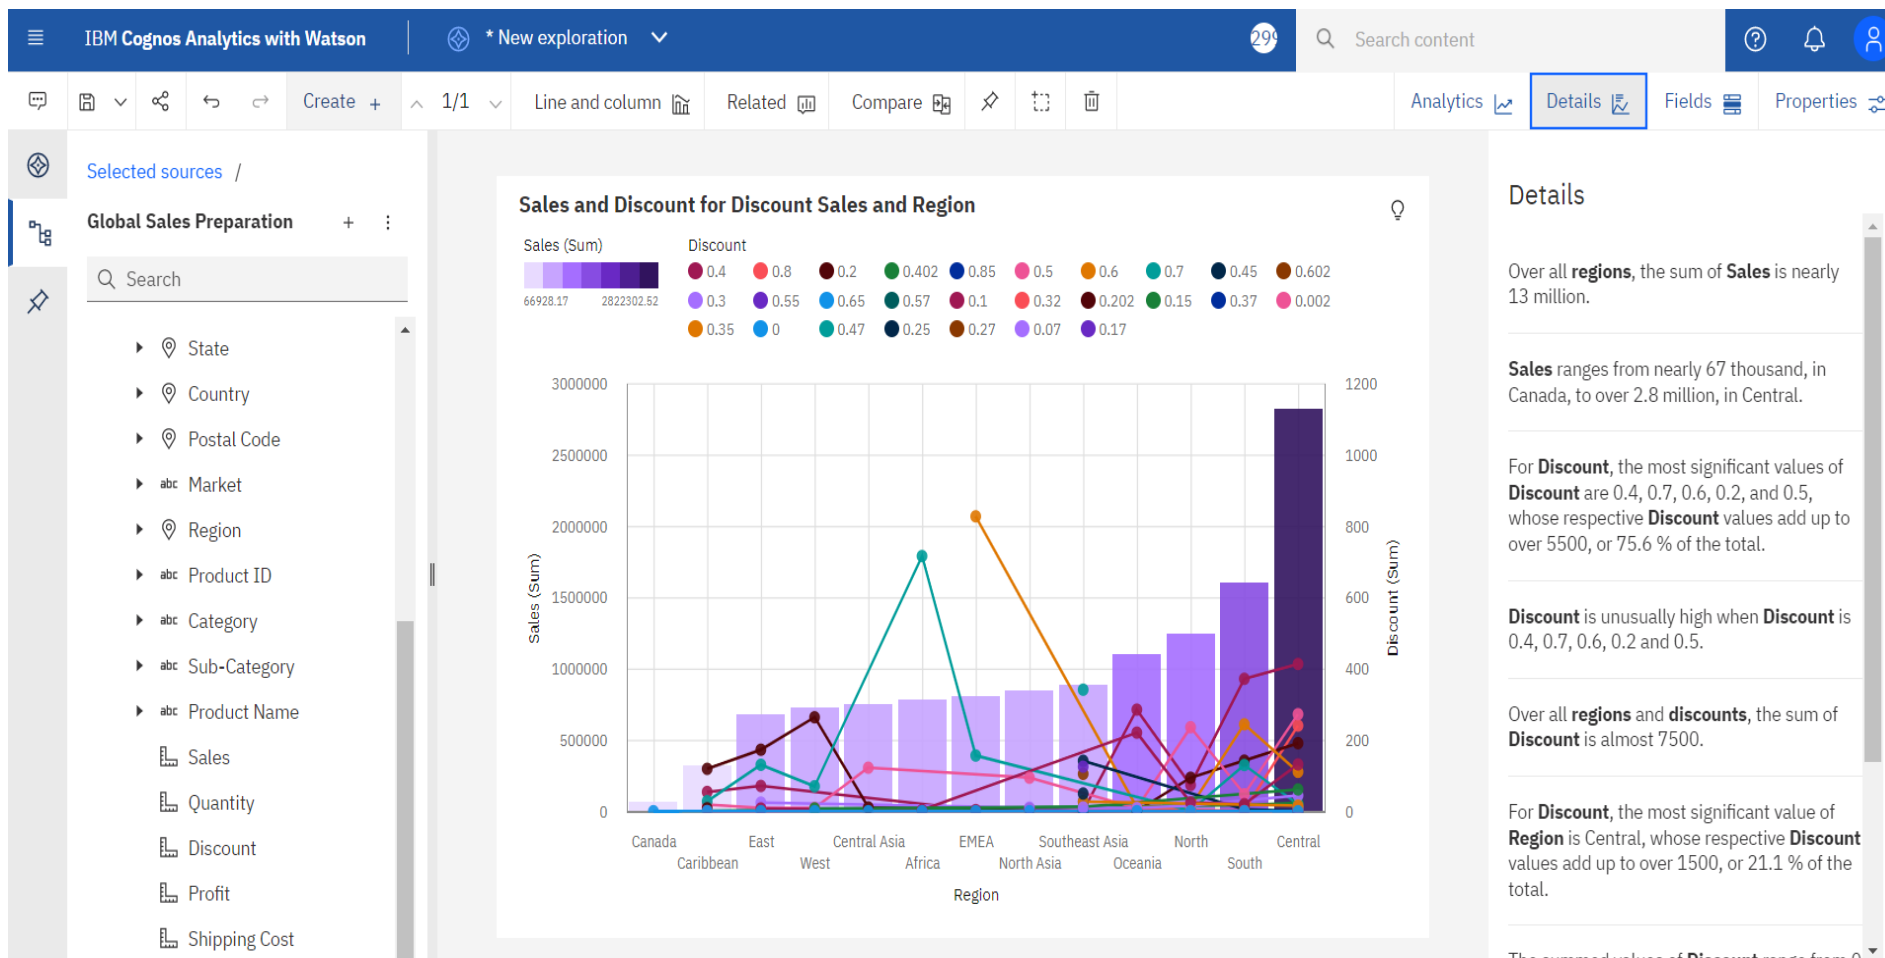 IBM Cognos Analytics with Watson
* New exploration
299
Search content
Create +
1/1
Line and column
Related
Compare
Analytics
Details
Fields
Properties
Selected sources /
Global Sales Preparation
Search
State
Country
Postal Code
abc Market
Region
abc Product ID
abc Category
abc Sub-Category
abc Product Name
Sales
Quantity
Discount
Profit
Shipping Cost
Sales and Discount for Discount Sales and Region
Sales (Sum)
66928.17 2822302.52
Discount
0.4 0.8 0.2 0.402 0.85 0.5 0.6 0.7 0.45 0.602
0.3 0.55 0.65 0.57 0.1 0.32 0.202 0.15 0.37 0.002
0.35 0 0.47 0.25 0.27 0.07 0.17
3000000 1200
2500000 1000
2000000 800
1500000 600
1000000 400
500000 200
0 0
Sales (Sum)
Discount (Sum)
Canada East Central Asia EMEA Southeast Asia North Central
Caribbean West Africa North Asia Oceania South
Region
Details
Over all regions, the sum of Sales is nearly
13 million.
Sales ranges from nearly 67 thousand, in
Canada, to over 2.8 million, in Central.
For Discount, the most significant values of
Discount are 0.4, 0.7, 0.6, 0.2, and 0.5,
whose respective Discount values add up to
over 5500, or 75.6 % of the total.
Discount is unusually high when Discount is
0.4, 0.7, 0.6, 0.2 and 0.5.
Over all regions and discounts, the sum of
Discount is almost 7500.
For Discount, the most significant value of
Region is Central, whose respective Discount
values add up to over 1500, or 21.1 % of the
total.
The summed values of Discount range from 0